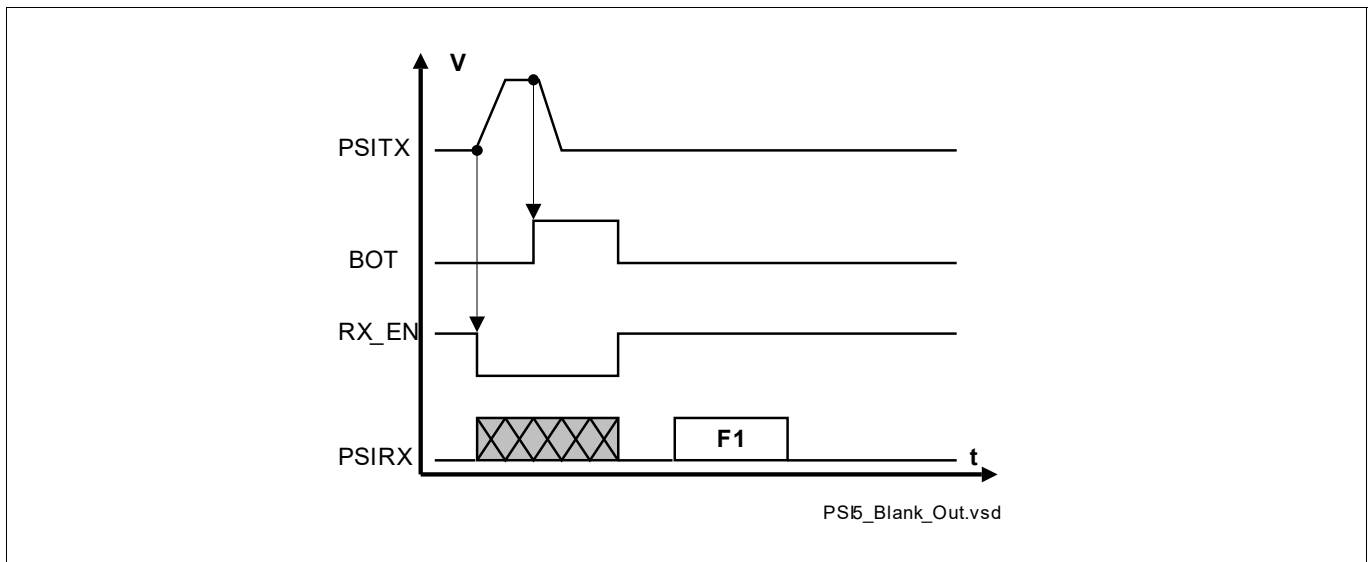 V
PSITX
BOT
RX_EN
F1
PSIRX
t
PSI5_Blank_Out.vsd